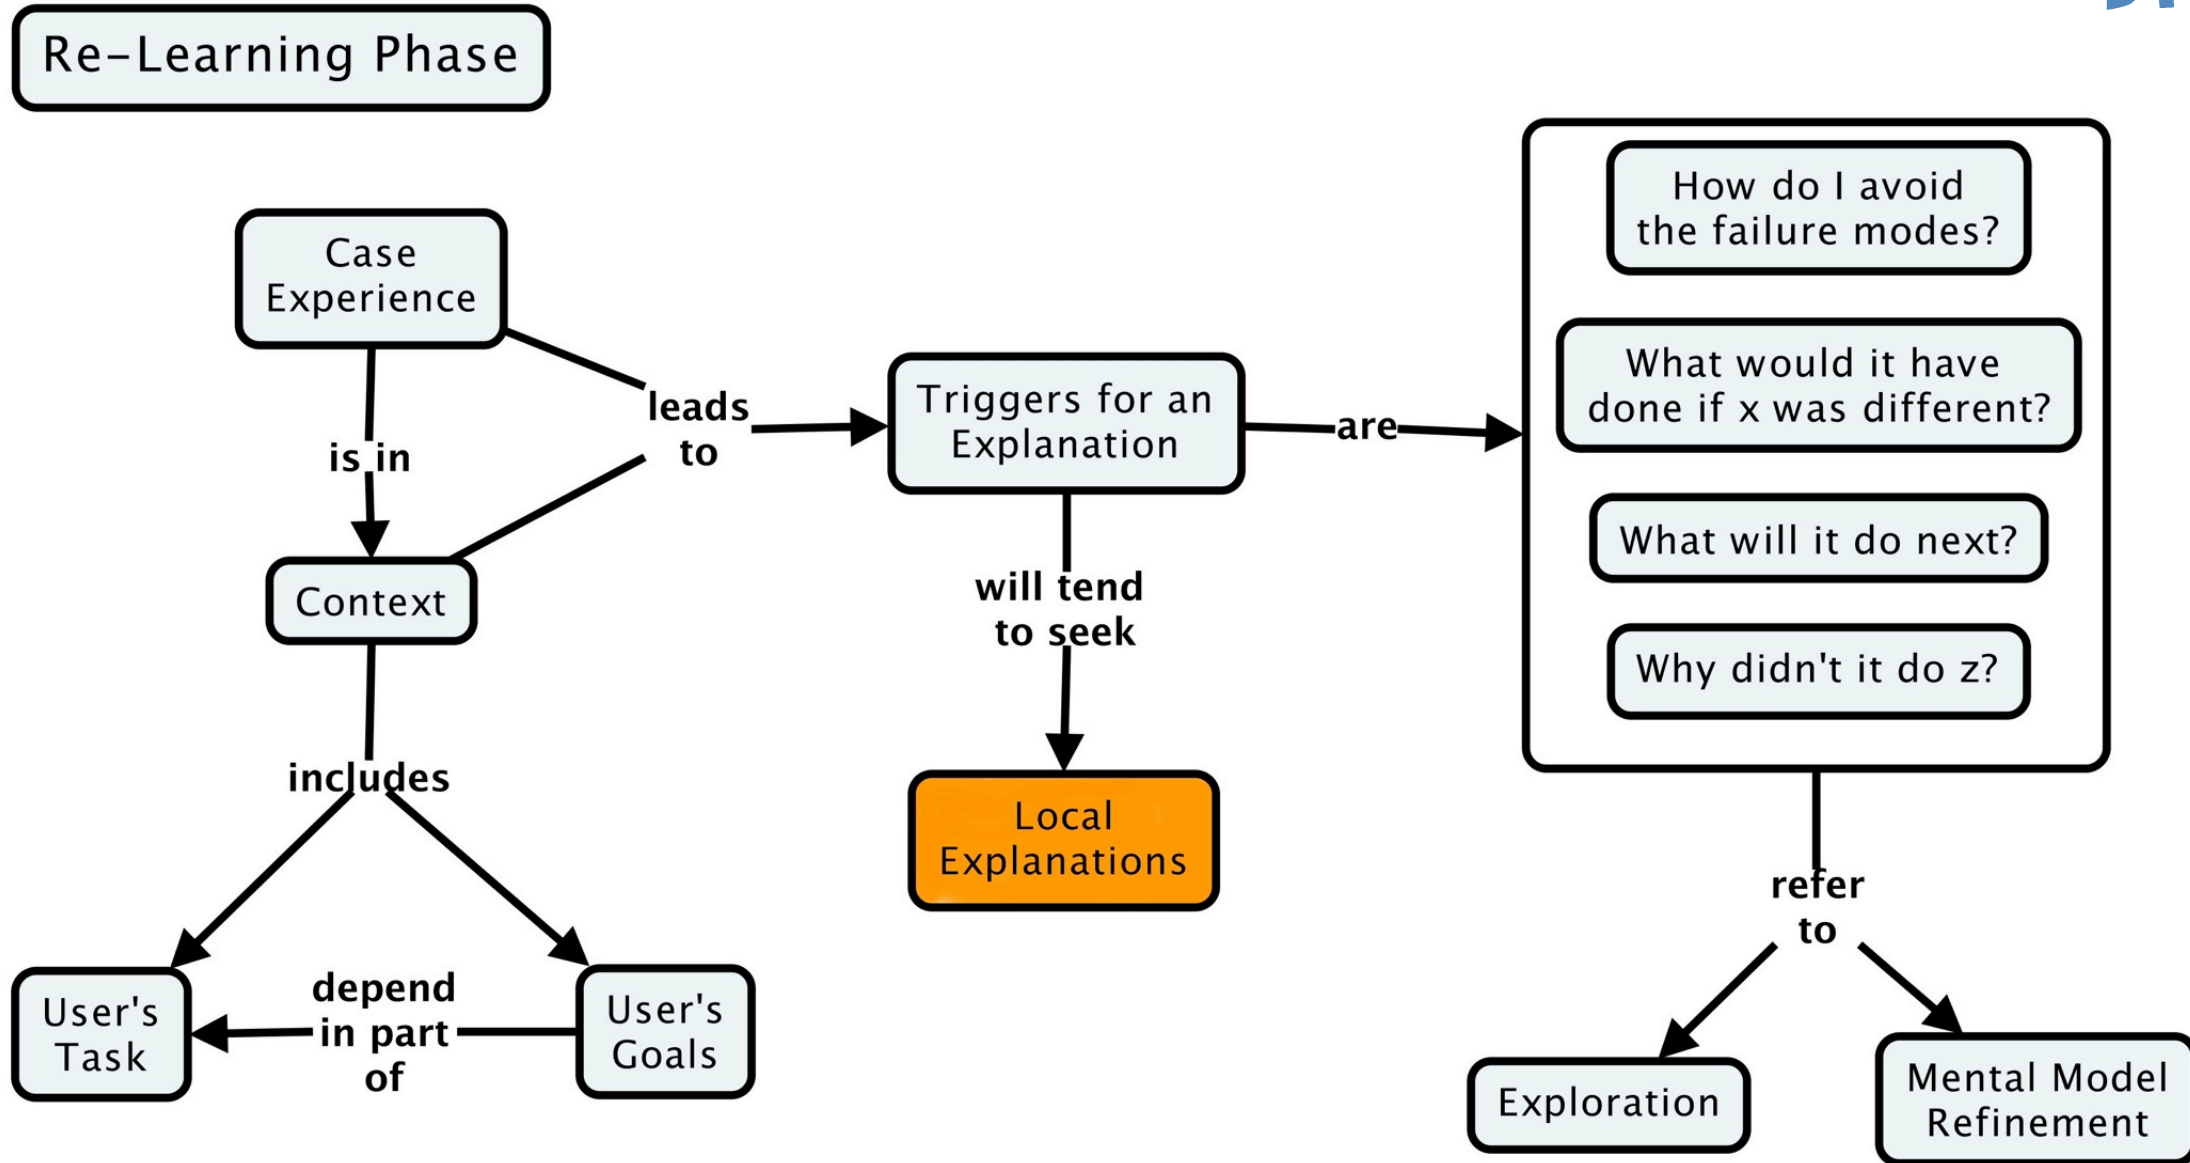 Re-Learning Phase
Case
Experience
is in
Context
leads
to
includes
User's
Task
depend
in part
of
User's
Goals
Triggers for an
Explanation
will tend
to seek
Local
Explanations
are
How do I avoid
the failure modes?
What would it have
done if x was different?
What will it do next?
Why didn't it do z?
refer
to
Exploration
Mental Model
Refinement